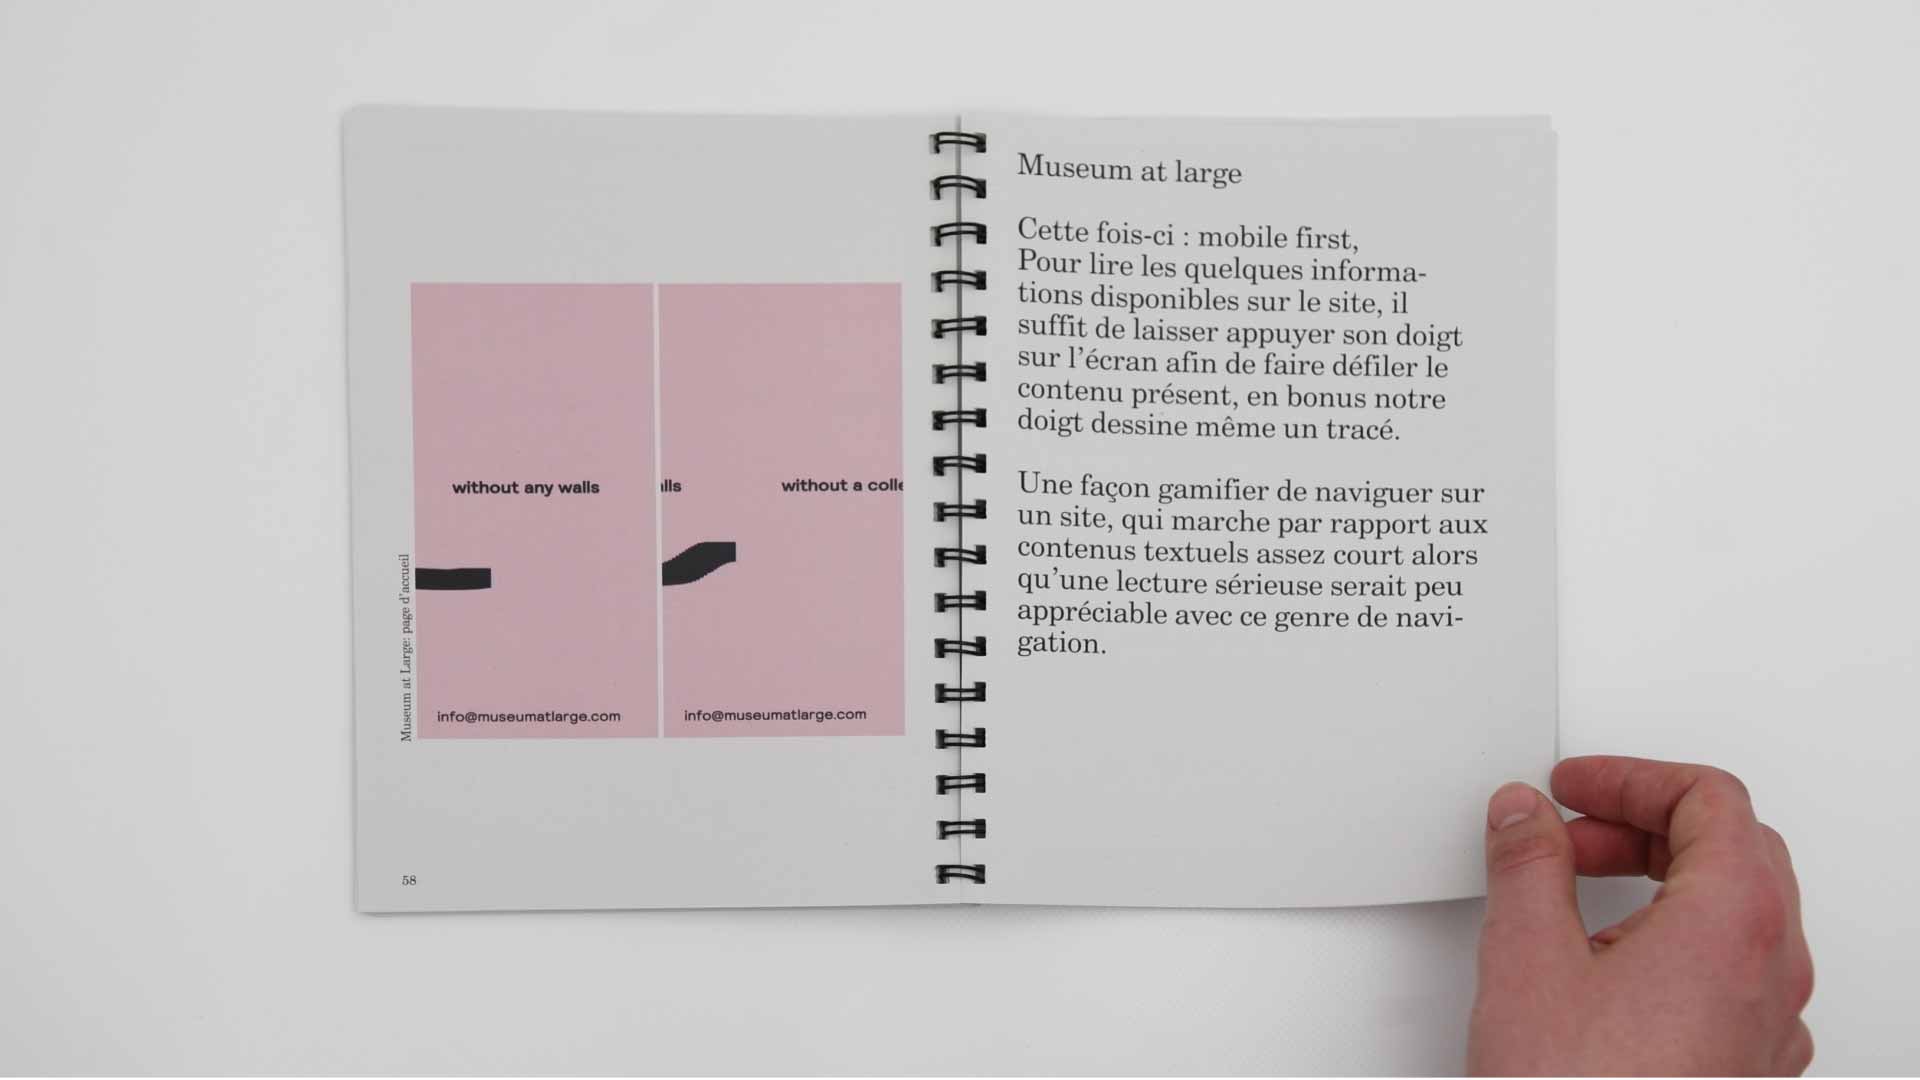 without any walls
info@museumatlarge.com
lls without a colle
info@museumatlarge.com
Museum at Large: page d'accueil
58
Museum at large
Cette fois-ci : mobile first,
Pour lire les quelques informa-
tions disponibles sur le site, il
suffit de laisser appuyer son doigt
sur l'écran afin de faire défiler le
contenu présent, en bonus notre
doigt dessine même un tracé.
Une façon gamifier de naviguer sur
un site, qui marche par rapport aux
contenus textuels assez court alors
qu'une lecture sérieuse serait peu
appréciable avec ce genre de navi-
gation.